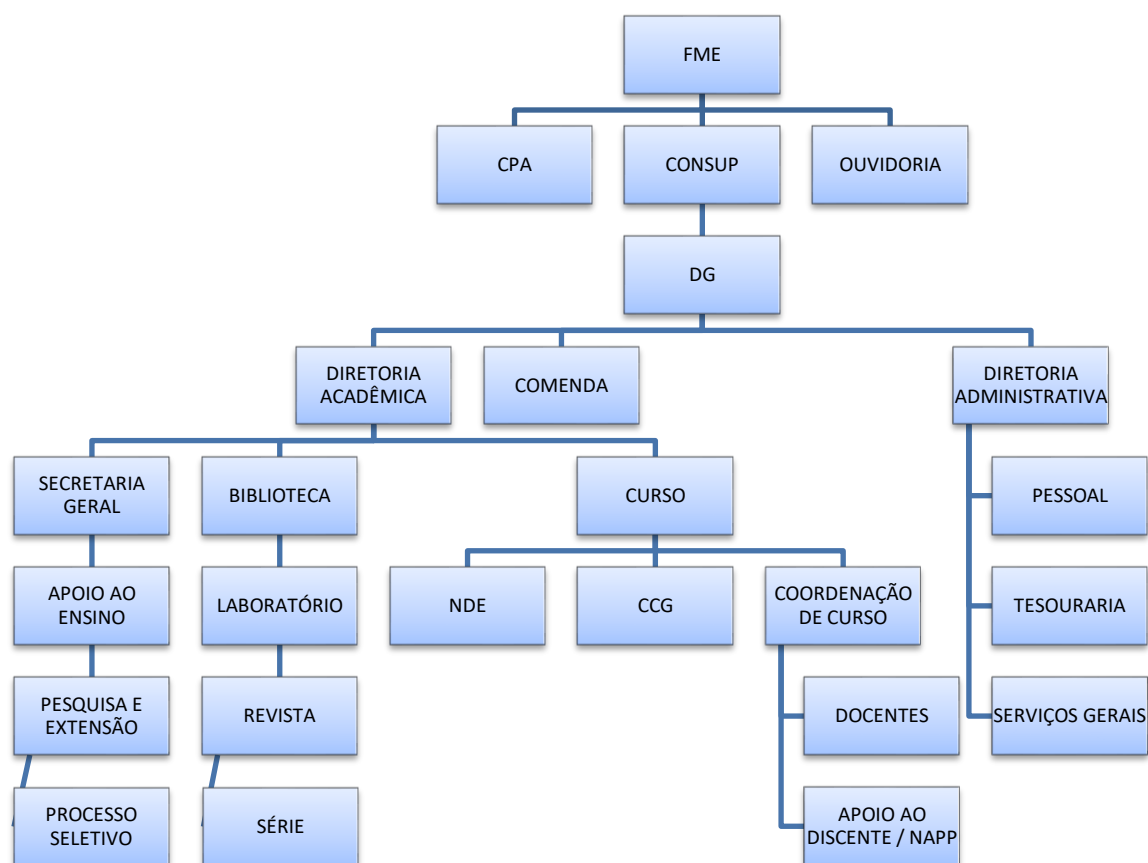 FME
CPA
CONSUP
OUVIDORIA
DG
DIRETORIA
ACADÊMICA
COMENDA
DIRETORIA
ADMINISTRATIVA
SECRETARIA
GERAL
BIBLIOTECA
CURSO
PESSOAL
APOIO AO
ENSINO
LABORATÓRIO
NDE
CCG
COORDENAÇÃO
DE CURSO
TESOURARIA
PESQUISA E
EXTENSÃO
REVISTA
DOCENTES
SERVIÇOS GERAIS
PROCESSO
SELETIVO
SÉRIE
APOIO AO
DISCENTE / NAPP